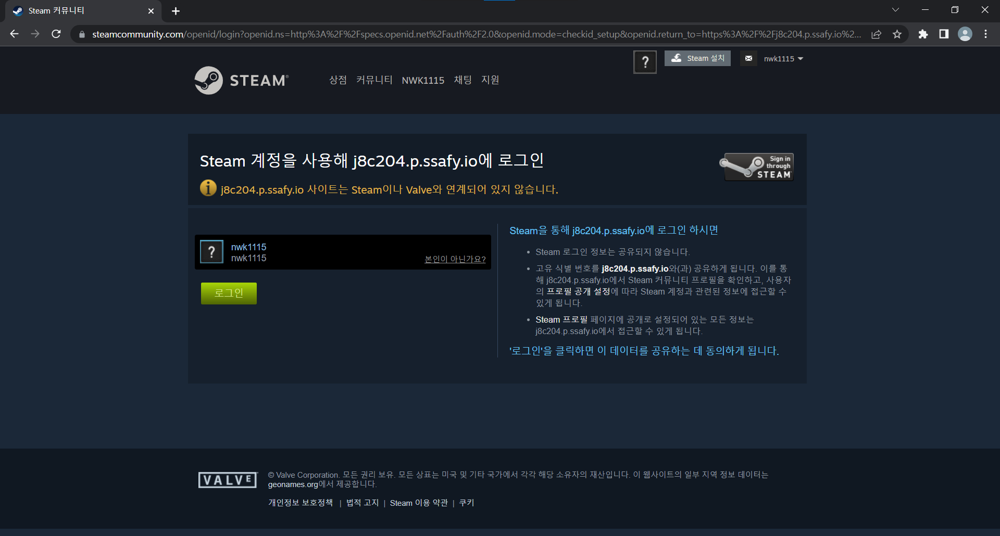 Steam 커뮤니티
steamcommunity.com/openid/login?openid.ns=http%3A%2F%2Fspecs.openid.net%2Fauth%2F2.0&openid.mode=checkid_setup&openid.return_to=https%3A%2F%2Fj8c204.p.ssafy.io%2...
? Steam 설치 nwk1115
STEAM® 상점 커뮤니티 NWK1115 채팅 지원
Steam 계정을 사용해 j8c204.p.ssafy.io에 로그인
j8c204.p.ssafy.io 사이트는 Steam이나 Valve와 연계되어 있지 않습니다.
Sign in
through
STEAM
?
nwk1115
nwk1115
본인이 아닌가요?
로그인
Steam을 통해 j8c204.p.ssafy.io에 로그인 하시면
• Steam 로그인 정보는 공유되지 않습니다.
• 고유 식별 번호를 j8c204.p.ssafy.io와(과) 공유하게 됩니다. 이를 통
해 j8c204.p.ssafy.io에서 Steam 커뮤니티 프로필을 확인하고, 사용자
의 프로필 공개 설정에 따라 Steam 계정과 관련된 정보에 접근할 수
있게 됩니다.
• Steam 프로필 페이지에 공개로 설정되어 있는 모든 정보는
j8c204.p.ssafy.io에서 접근할 수 있게 됩니다.
'로그인'을 클릭하면 이 데이터를 공유하는 데 동의하게 됩니다.
VALVE®
© Valve Corporation. 모든 권리 보유. 모든 상표는 미국 및 기타 국가에서 각각 해당 소유자의 재산입니다. 이 웹사이트의 일부 지역 정보 데이터는
geonames.org에서 제공합니다.
개인정보 보호정책 | 법적 고지 | Steam 이용 약관 | 쿠키